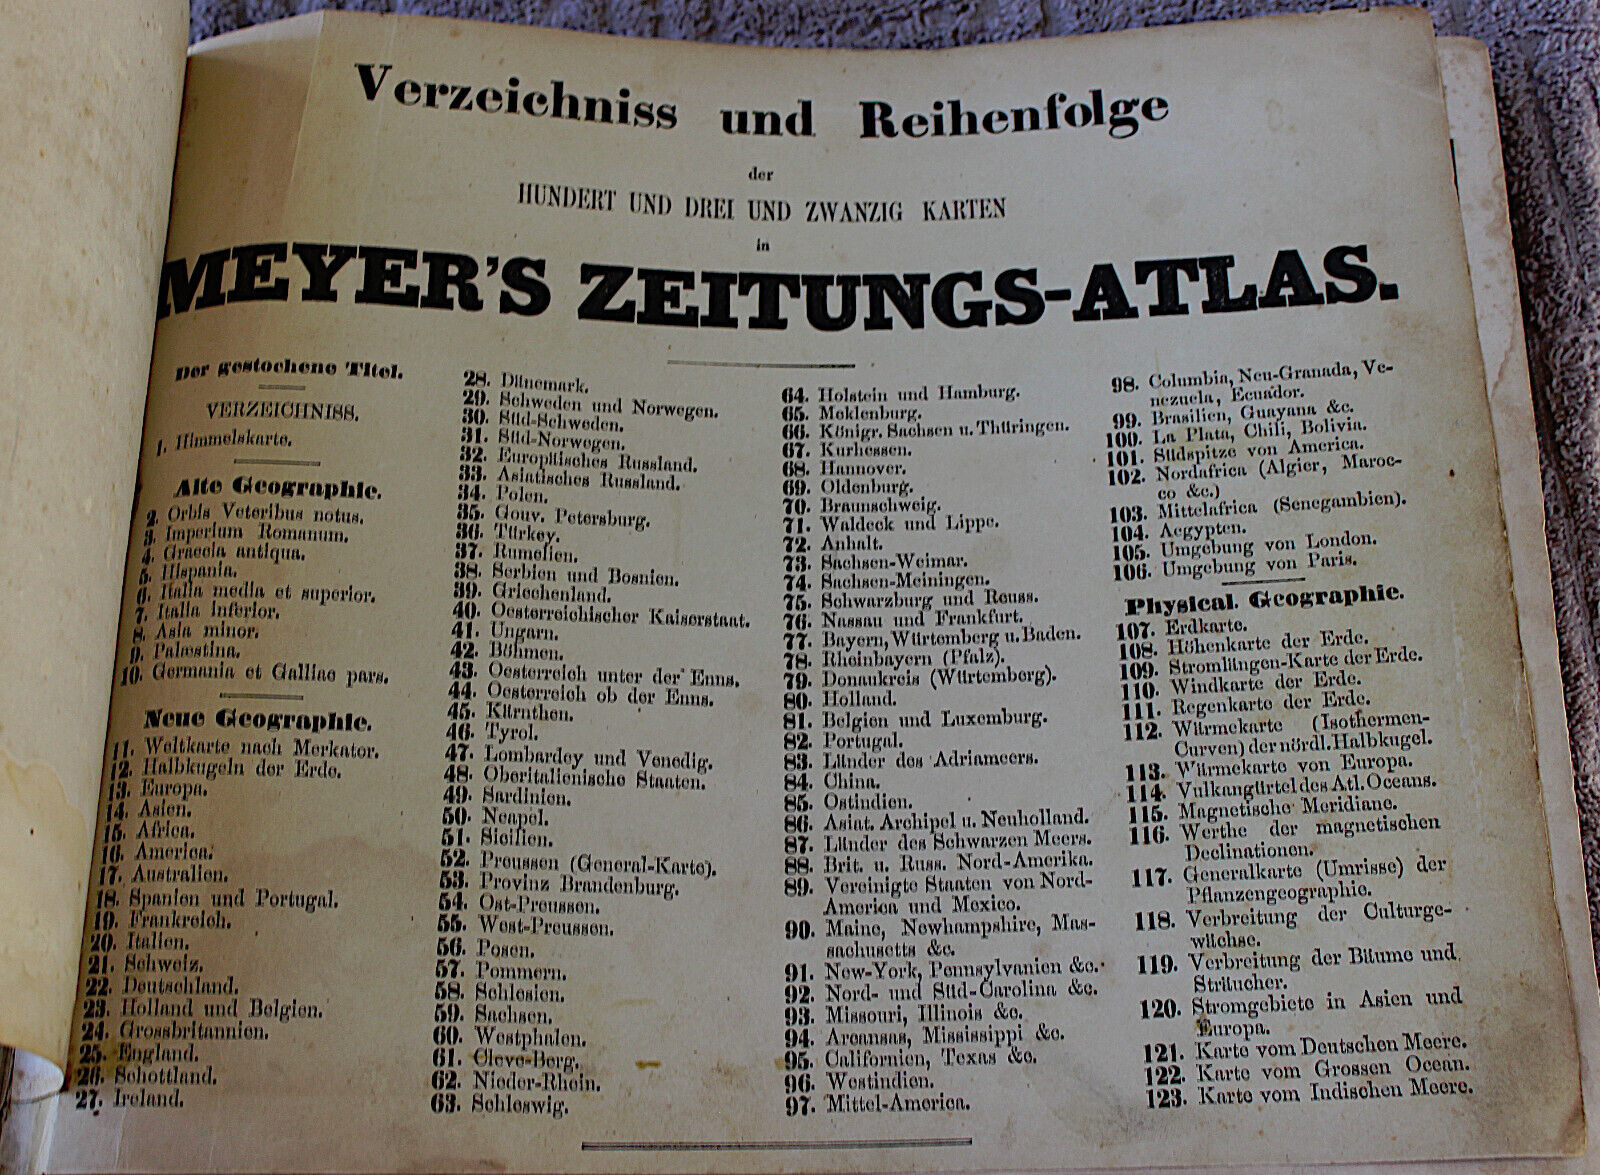 Verzeichniss und Reihenfolge
der
HUNDERT UND DREI UND ZWANZIG KARTEN
in
MEYER'S ZEITUNGS-ATLAS.
Der gestochene Titel.
VERZEICHNISS.
1. Himmelskarte.
Alte Geographie.
2. Orbis Veteribus notus.
3. Imperium Romanum.
4. Graecia antiqua.
5. Hispania.
6. Italia media et superior.
7. Italia inferior.
8. Asia minor.
9. Palæstina.
10. Germania et Galliae pars.
Neue Geographie.
11. Weltkarte nach Merkator.
12. Halbkugeln der Erde.
13. Europa.
14. Asien.
15. Africa.
16. America.
17. Australien.
18. Spanien und Portugal.
19. Frankreich.
20. Italien.
21. Schweiz.
22. Deutschland.
23. Holland und Belgien.
24. Grossbritannien.
25. England.
26. Schottland.
27. Ireland.
28. Dänemark.
29. Schweden und Norwegen.
30. Süd-Schweden.
31. Süd-Norwegen.
32. Europäisches Russland.
33. Asiatisches Russland.
34. Polen.
35. Gouv. Petersburg.
36. Türkey.
37. Rumelien.
38. Serbien und Bosnien.
39. Griechenland.
40. Oesterreichischer Kaiserstaat.
41. Ungarn.
42. Böhmen.
43. Oesterreich unter der Enns.
44. Oesterreich ob der Enns.
45. Kärnthen.
46. Tyrol.
47. Lombardey und Venedig.
48. Oberitalienische Staaten.
49. Sardinien.
50. Neapel.
51. Sicilien.
52. Preussen (General-Karte).
53. Provinz Brandenburg.
54. Ost-Preussen.
55. West-Preussen.
56. Posen.
57. Pommern.
58. Schlesien.
59. Sachsen.
60. Westphalen.
61. Cleve-Berg.
62. Nieder-Rhein.
63. Schleswig.
64. Holstein und Hamburg.
65. Meklenburg.
66. Königr. Sachsen u. Thüringen.
67. Kurhessen.
68. Hannover.
69. Oldenburg.
70. Braunschweig.
71. Waldeck und Lippe.
72. Anhalt.
73. Sachsen-Weimar.
74. Sachsen-Meiningen.
75. Schwarzburg und Reuss.
76. Nassau und Frankfurt.
77. Bayern, Würtemberg u. Baden.
78. Rheinbayern (Pfalz).
79. Donaukreis (Würtemberg).
80. Holland.
81. Belgien und Luxemburg.
82. Portugal.
83. Länder des Adriameers.
84. China.
85. Ostindien.
86. Asiat. Archipel u. Neuholland.
87. Länder des Schwarzen Meers.
88. Brit. u. Russ. Nord-Amerika.
89. Vereinigte Staaten von Nord-
America und Mexico.
90. Maine, Newhampshire, Mas-
sachusetts &c.
91. New-York, Pennsylvanien &c.
92. Nord- und Süd-Carolina &c.
93. Missouri, Illinois &c.
94. Arcansas, Mississippi &c.
95. Californien, Texas &c.
96. Westindien.
97. Mittel-America.
98. Columbia, Neu-Granada, Ve-
nezuela, Ecuador.
99. Brasilien, Guayana &c.
100. La Plata, Chili, Bolivia.
101. Südspitze von America.
102. Nordafrica (Algier, Maroc-
co &c.)
103. Mittelafrica (Senegambien).
104. Aegypten.
105. Umgebung von London.
106. Umgebung von Paris.
Physical. Geographie.
107. Erdkarte.
108. Höhenkarte der Erde.
109. Stromlängen-Karte der Erde.
110. Windkarte der Erde.
111. Regenkarte der Erde.
112. Wärmekarte (Isothermen-
Curven) der nördl. Halbkugel.
113. Wärmekarte von Europa.
114. Vulkangürtel des Atl. Oceans.
115. Magnetische Meridiane.
116. Werthe der magnetischen
Declinationen.
117. Generalkarte (Umrisse) der
Pflanzengeographie.
118. Verbreitung der Culturge-
wächse.
119. Verbreitung der Bäume und
Sträucher.
120. Stromgebiete in Asien und
Europa.
121. Karte vom Deutschen Meere.
122. Karte vom Grossen Ocean.
123. Karte vom Indischen Meere.